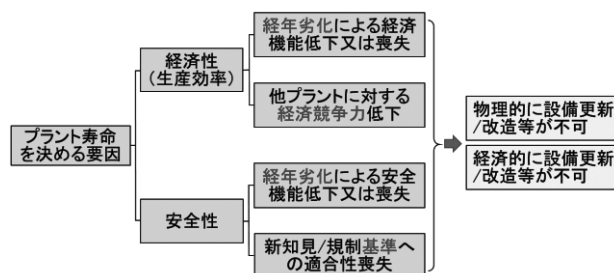 プラント寿命
を決める要因
経済性
(生産効率)
安全性
経年劣化による経済
機能低下又は喪失
他プラントに対する
経済競争力低下
経年劣化による安全
機能低下又は喪失
新知見/規制基準へ
の適合性喪失
物理的に設備更新
/改造等が不可
経済的に設備更新
/改造等が不可